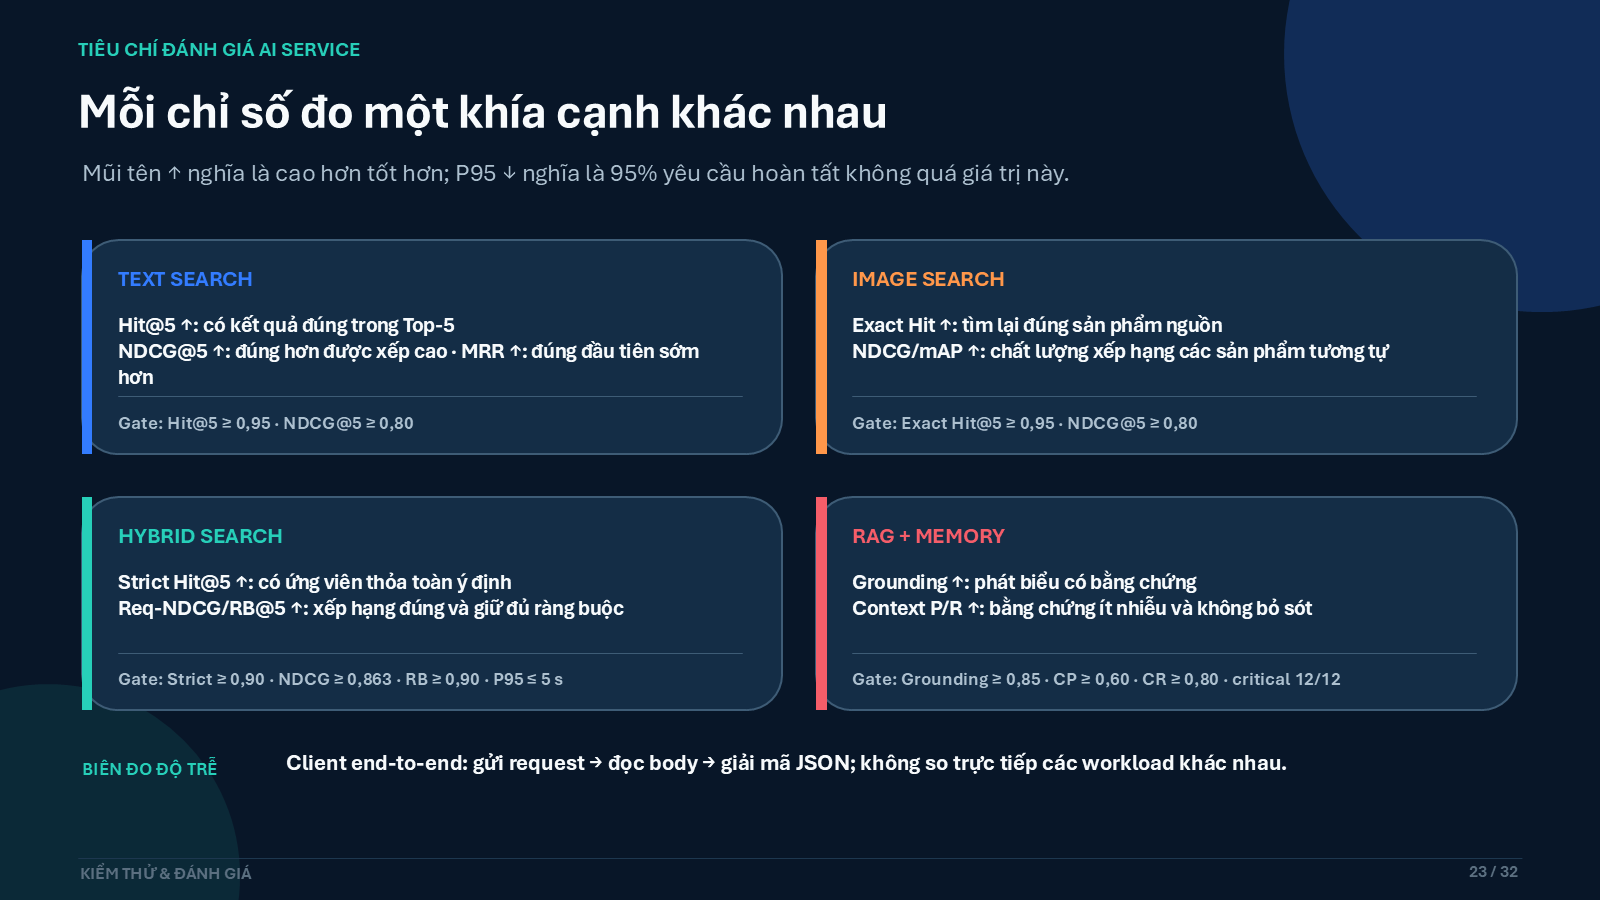 TIÊU CHÍ ĐÁNH GIÁ AI SERVICE
Mỗi chỉ số đo một khía cạnh khác nhau
Mũi tên ↑ nghĩa là cao hơn tốt hơn; P95 ↓ nghĩa là 95% yêu cầu hoàn tất không quá giá trị này.
TEXT SEARCH
Hit@5 ↑: có kết quả đúng trong Top-5
NDCG@5 ↑: đúng hơn được xếp cao · MRR ↑: đúng đầu tiên sớm
hơn
Gate: Hit@5 ≥ 0,95 · NDCG@5 ≥ 0,80
IMAGE SEARCH
Exact Hit ↑: tìm lại đúng sản phẩm nguồn
NDCG/mAP ↑: chất lượng xếp hạng các sản phẩm tương tự
Gate: Exact Hit@5 ≥ 0,95 · NDCG@5 ≥ 0,80
HYBRID SEARCH
Strict Hit@5 ↑: có ứng viên thỏa toàn ý định
Req-NDCG/RB@5 ↑: xếp hạng đúng và giữ đủ ràng buộc
Gate: Strict ≥ 0,90 · NDCG ≥ 0,863 · RB ≥ 0,90 · P95 ≤ 5 s
RAG + MEMORY
Grounding ↑: phát biểu có bằng chứng
Context P/R ↑: bằng chứng ít nhiễu và không bỏ sót
Gate: Grounding ≥ 0,85 · CP ≥ 0,60 · CR ≥ 0,80 · critical 12/12
BIÊN ĐO ĐỘ TRỄ
Client end-to-end: gửi request → đọc body → giải mã JSON; không so trực tiếp các workload khác nhau.
KIỂM THỬ & ĐÁNH GIÁ
23 / 32